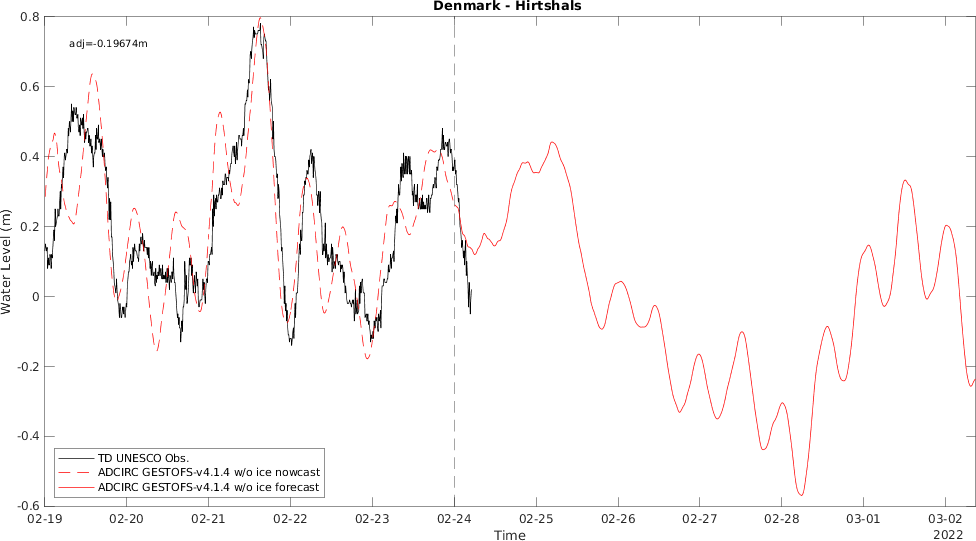 Denmark - Hirtshals
adj=-0.19674m
0.8
0.6
0.4
0.2
0
-0.2
-0.4
-0.6
Water Level (m)
TD UNESCO Obs.
ADCIRC GESTOFS-v4.1.4 w/o ice nowcast
ADCIRC GESTOFS-v4.1.4 w/o ice forecast
02-19 02-20 02-21 02-22 02-23 02-24 02-25 02-26 02-27 02-28 03-01 03-02
2022
Time